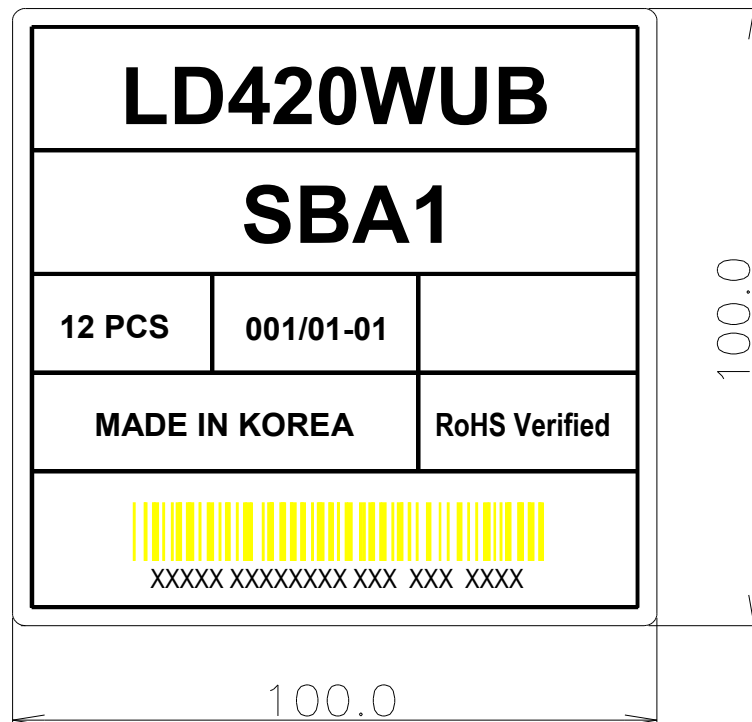 LD420WUB
SBA1
12 PCS
001/01-01
MADE IN KOREA
RoHS Verified
XXXXX XXXXXXXX XXX XXX XXXX
100.0
100.0